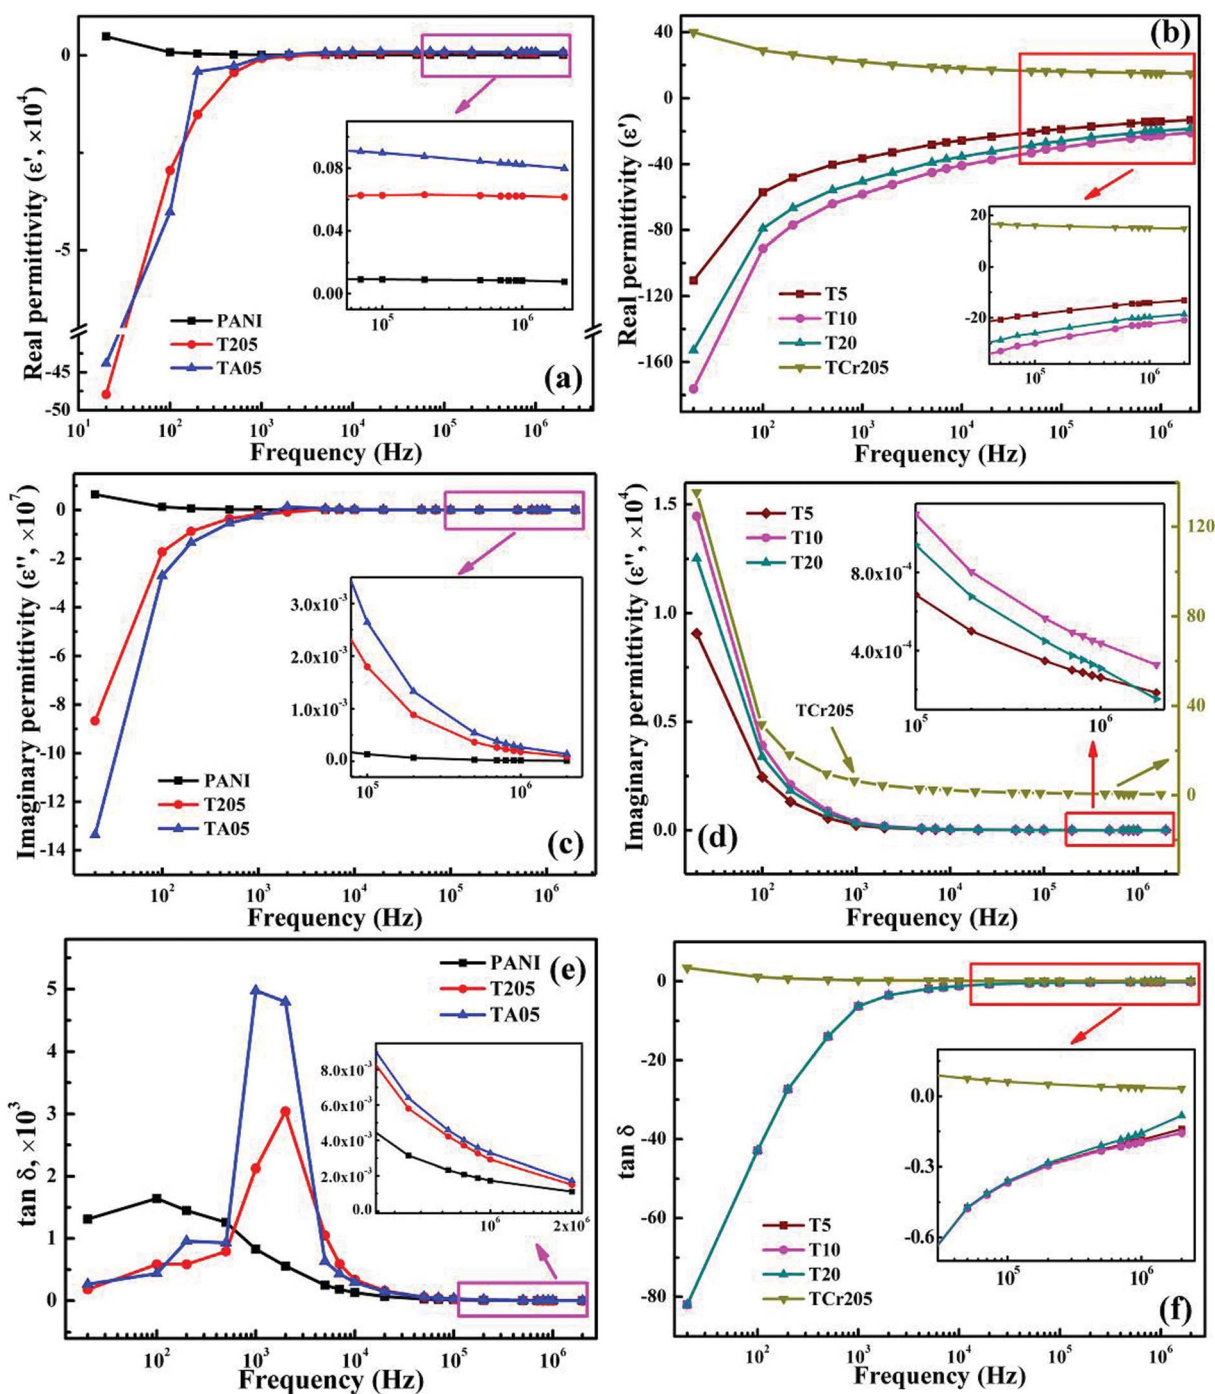 Real permittivity (ε', ×10⁴)
0
-5
-45
-50
0.08
0.04
0.00
10⁵
10⁶
PANI
T205
TA05
(a)
10¹
10²
10³
10⁴
10⁵
10⁶
Frequency (Hz)
Real permittivity (ε')
40
0
-40
-80
-120
-160
(b)
20
0
-20
10⁵
10⁶
T5
T10
T20
TCr205
10²
10³
10⁴
10⁵
10⁶
Frequency (Hz)
Imaginary permittivity (ε'', ×10⁷)
0
-2
-4
-6
-8
-10
-12
-14
3.0x10⁻³
2.0x10⁻³
1.0x10⁻³
0.0
10⁵
10⁶
PANI
T205
TA05
(c)
10²
10³
10⁴
10⁵
10⁶
Frequency (Hz)
Imaginary permittivity (ε'', ×10⁴)
1.5
1.0
0.5
0.0
T5
T10
T20
8.0x10⁻⁴
4.0x10⁻⁴
10⁵
10⁶
120
80
40
0
TCr205
(d)
10²
10³
10⁴
10⁵
10⁶
Frequency (Hz)
tan δ, ×10³
5
4
3
2
1
0
(e)
PANI
T205
TA05
8.0x10⁻³
6.0x10⁻³
4.0x10⁻³
2.0x10⁻³
0.0
10⁶
2x10⁶
10²
10³
10⁴
10⁵
10⁶
Frequency (Hz)
tan δ
0
-20
-40
-60
-80
0.0
-0.3
-0.6
10⁵
10⁶
T5
T10
T20
TCr205
(f)
10²
10³
10⁴
10⁵
10⁶
Frequency (Hz)